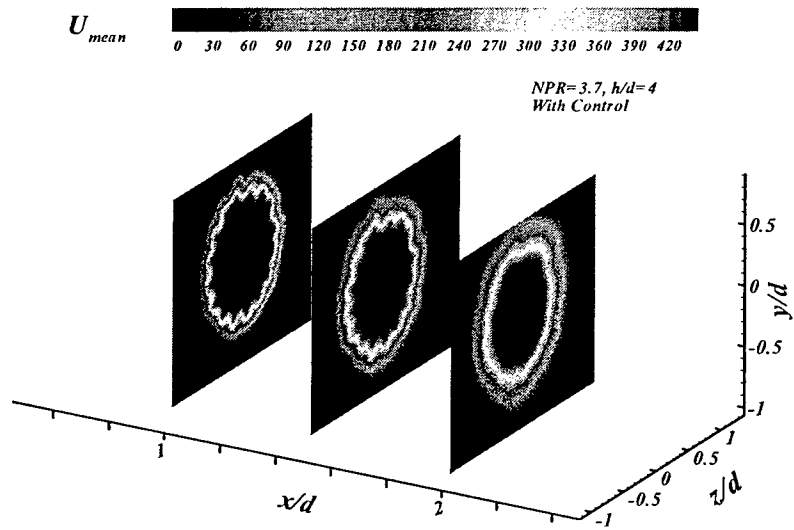 U mean
0 30 60 90 120 150 180 210 240 270 300 330 360 390 420
NPR=3.7, h/d=4
With Control
0.5
0
-0.5
-1
y/d
1
0.5
0
-0.5
-1
z/d
1
2
x/d